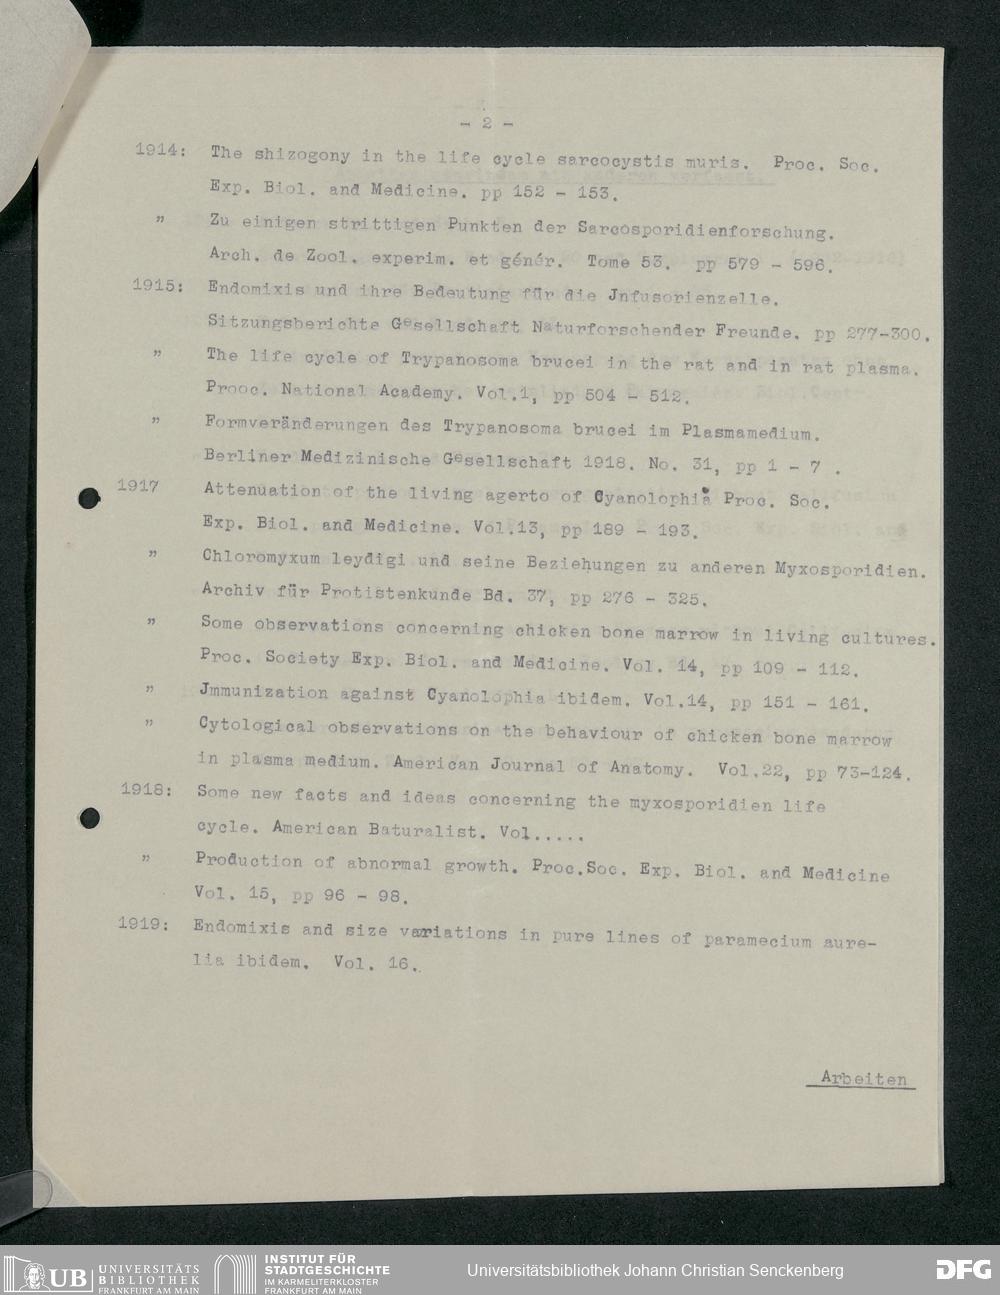 - 2 -
1914: The shizogony in the life cycle sarcocystis muris. Proc. Soc.
Exp. Biol. and Medicine. pp 152 - 153.
" Zu einigen strittigen Punkten der Sarcosporidienforschung.
Arch. de Zool. experim. et génér. Tome 53. pp 579 - 596.
1915: Endomixis und ihre Bedeutung für die Jnfusorienzelle.
Sitzungsberichte Gesellschaft Naturforschender Freunde. pp 277-300.
" The life cycle of Trypanosoma brucei in the rat and in rat plasma.
Prooc. National Academy. Vol.1, pp 504 - 512.
" Formveränderungen des Trypanosoma brucei im Plasmamedium.
Berliner Medizinische Gesellschaft 1918. No. 31, pp 1 - 7 .
1917 Attenuation of the living agerto of Cyanolophia Proc. Soc.
Exp. Biol. and Medicine. Vol.13, pp 189 - 193.
" Chloromyxum leydigi und seine Beziehungen zu anderen Myxosporidien.
Archiv für Protistenkunde Bd. 37, pp 276 - 325.
" Some observations concerning chicken bone marrow in living cultures.
Proc. Society Exp. Biol. and Medicine. Vol. 14, pp 109 - 112.
" Jmmunization against Cyanolophia ibidem. Vol.14, pp 151 - 161.
" Cytological observations on the behaviour of chicken bone marrow
in plasma medium. American Journal of Anatomy. Vol.22, pp 73-124.
1918: Some new facts and ideas concerning the myxosporidien life
cycle. American Baturalist. Vol.....
" Production of abnormal growth. Proc.Soc. Exp. Biol. and Medicine
Vol. 15, pp 96 - 98.
1919: Endomixis and size variations in pure lines of paramecium aure-
lia ibidem. Vol. 16.
Arbeiten
UB UNIVERSITÄTS
BIBLIOTHEK
FRANKFURT AM MAIN
INSTITUT FÜR
STADTGESCHICHTE
IM KARMELITERKLOSTER
FRANKFURT AM MAIN
Universitätsbibliothek Johann Christian Senckenberg
DFG